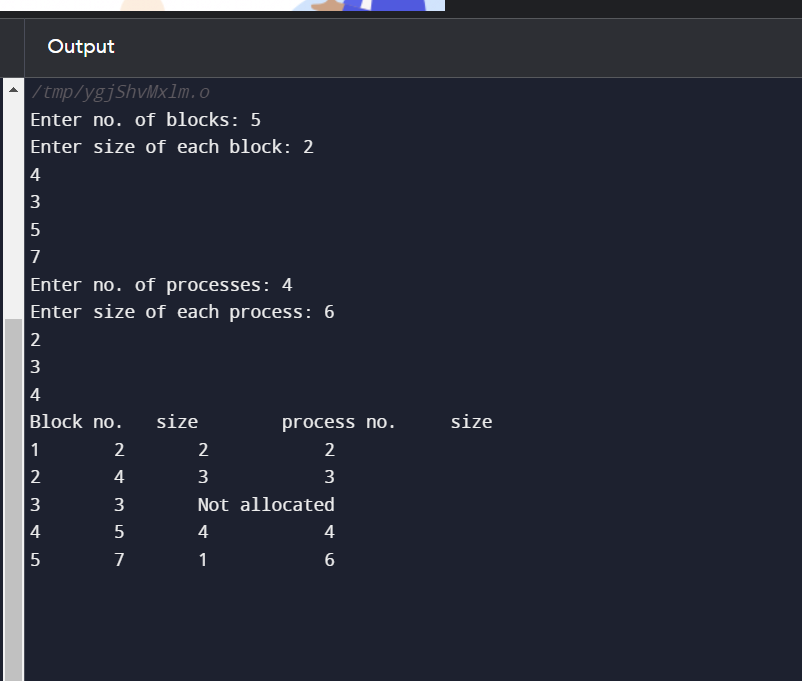 Output
/tmp/ygjShvMxlm.o
Enter no. of blocks: 5
Enter size of each block: 2
4
3
5
7
Enter no. of processes: 4
Enter size of each process: 6
2
3
4
Block no.   size        process no.     size
1       2       2           2
2       4       3           3
3       3       Not allocated
4       5       4           4
5       7       1           6